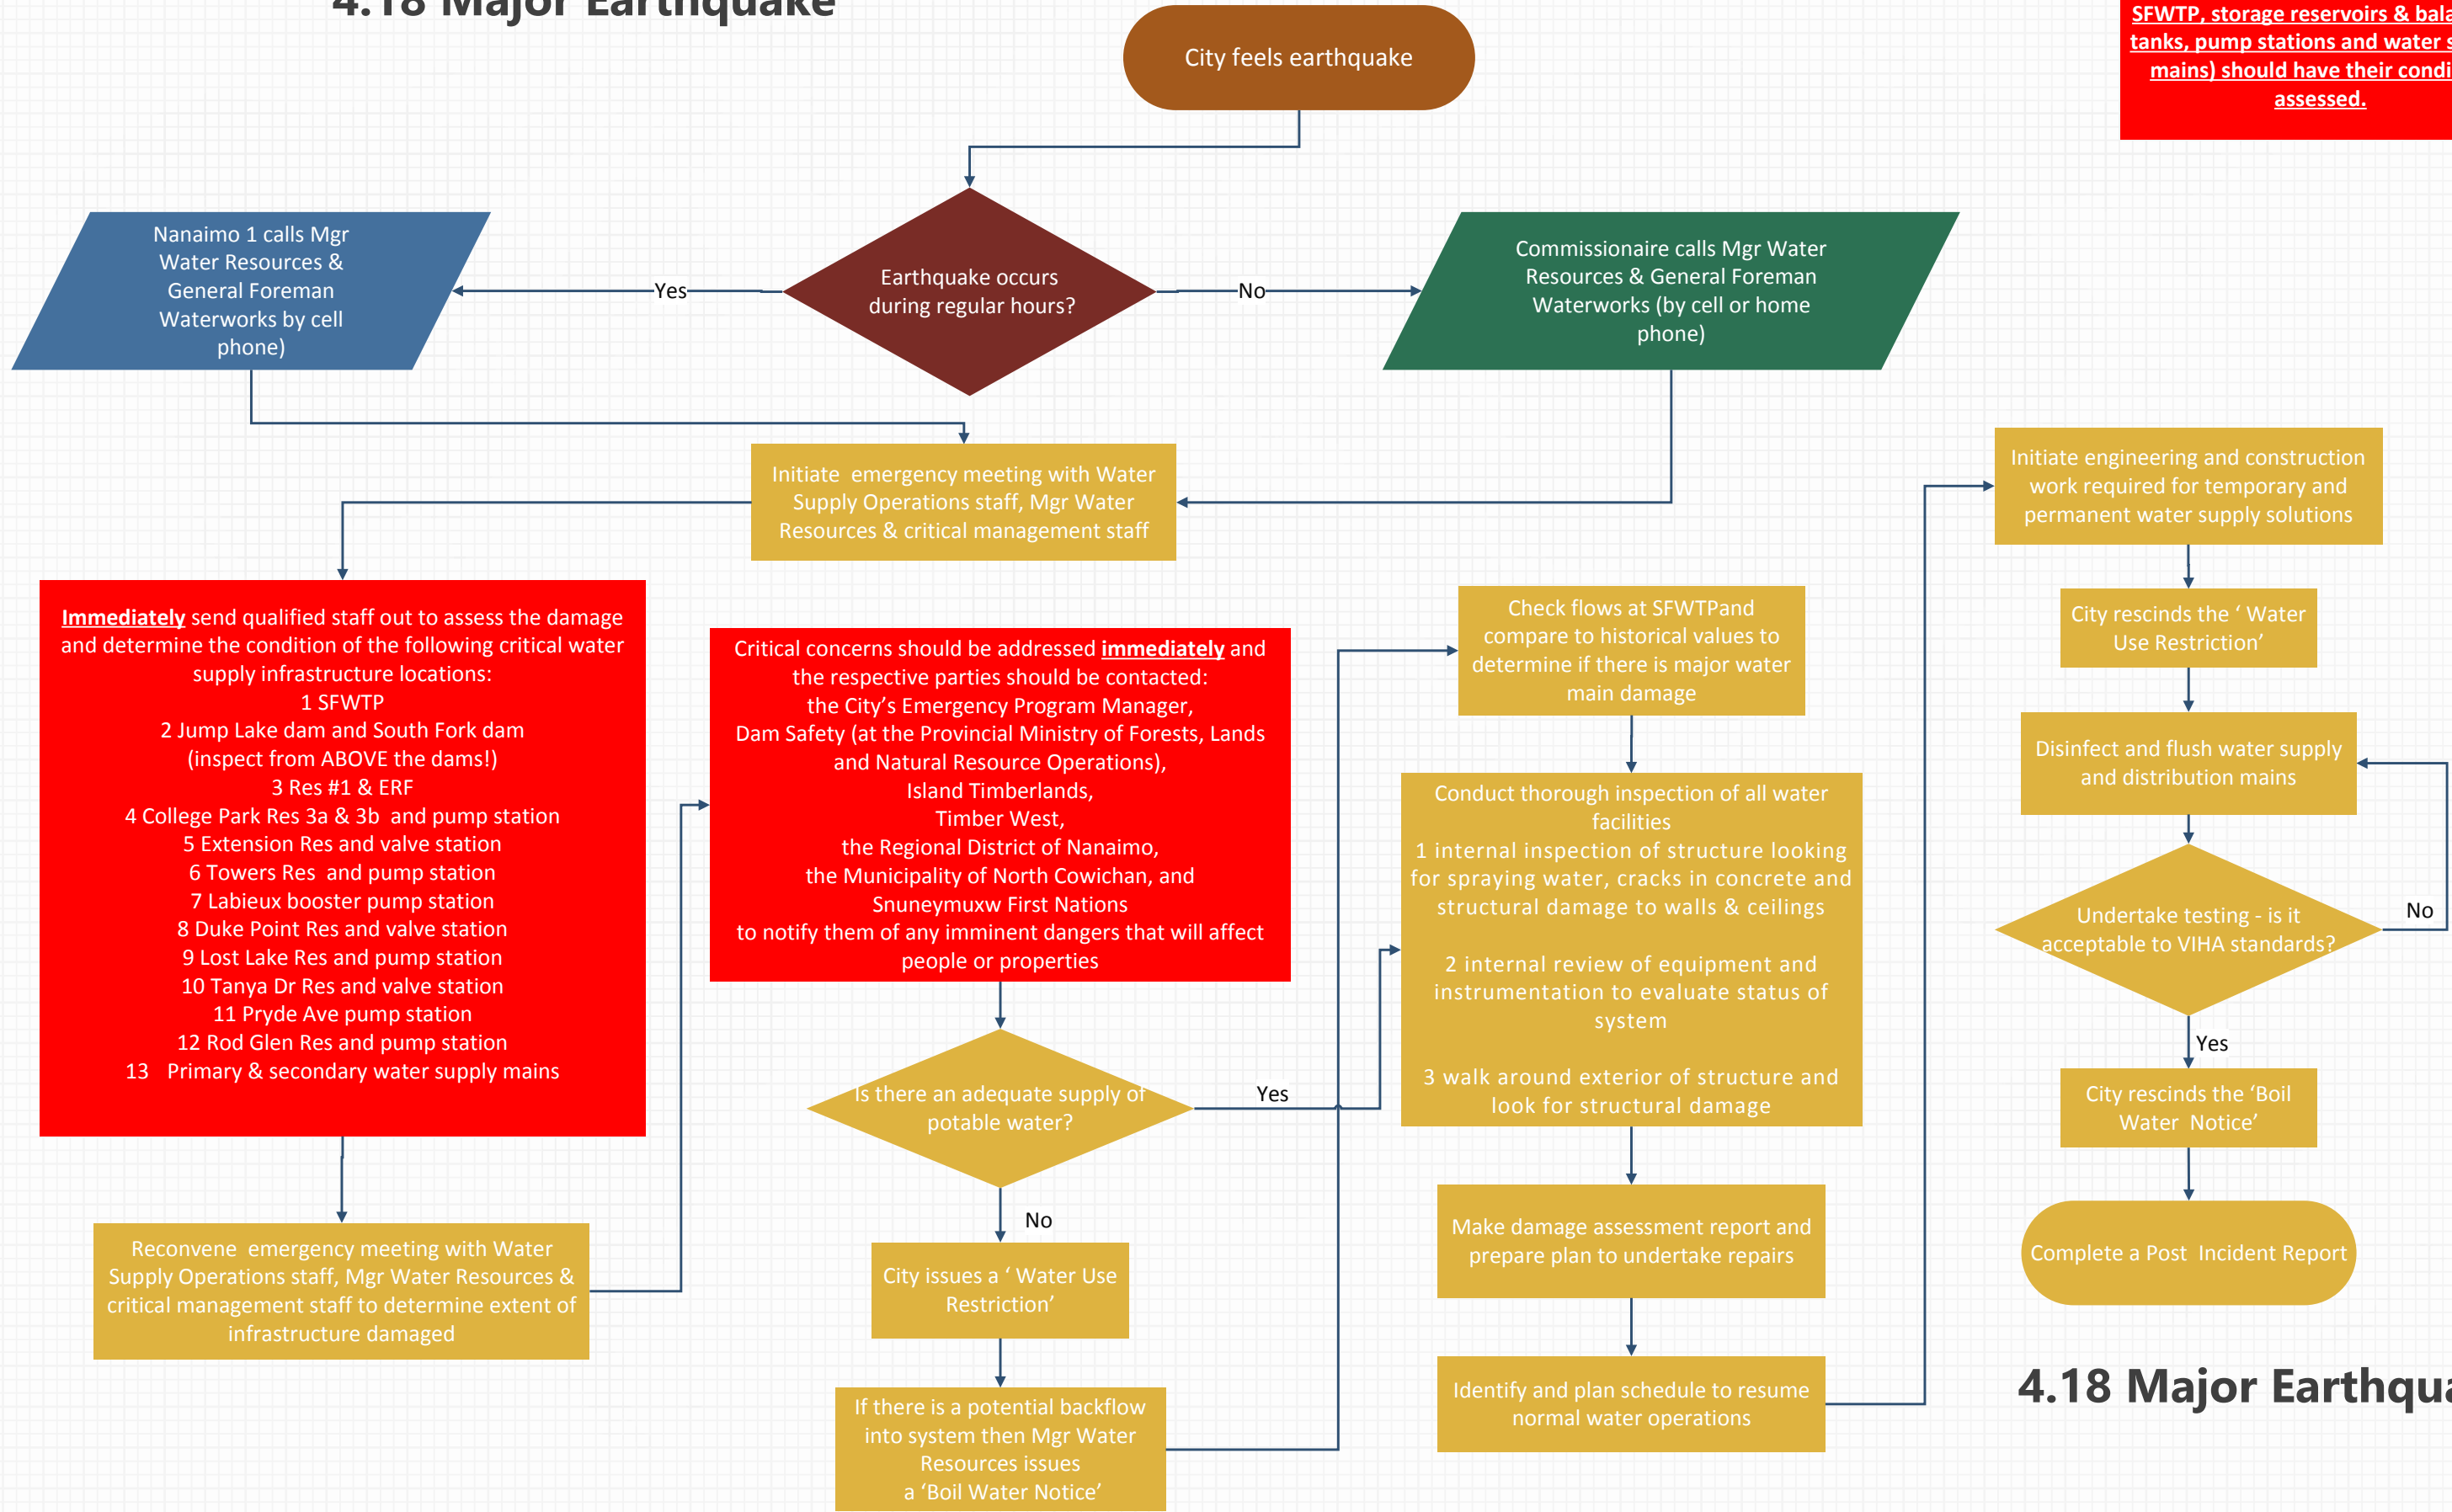 4.18 Major Earthquake
SFWTP, storage reservoirs &
tanks, pump stations and water
mains) should have their
assessed.
City feels earthquake
Earthquake occurs
during regular hours?
Yes
No
Nanaimo 1 calls Mgr
Water Resources &
General Foreman
Waterworks by cell
phone)
Commissionaire calls Mgr Water
Resources & General Foreman
Waterworks (by cell or home
phone)
Initiate emergency meeting with Water
Supply Operations staff, Mgr Water
Resources & critical management staff
Immediately send qualified staff out to assess the damage
and determine the condition of the following critical water
supply infrastructure locations:
1 SFWTP
2 Jump Lake dam and South Fork dam
(inspect from ABOVE the dams!)
3 Res #1 & ERF
4 College Park Res 3a & 3b and pump station
5 Extension Res and valve station
6 Towers Res and pump station
7 Labieux booster pump station
8 Duke Point Res and valve station
9 Lost Lake Res and pump station
10 Tanya Dr Res and valve station
11 Pryde Ave pump station
12 Rod Glen Res and pump station
13 Primary & secondary water supply mains
Reconvene emergency meeting with Water
Supply Operations staff, Mgr Water Resources &
critical management staff to determine extent of
infrastructure damaged
Critical concerns should be addressed immediately and
the respective parties should be contacted:
the City’s Emergency Program Manager,
Dam Safety (at the Provincial Ministry of Forests, Lands
and Natural Resource Operations),
Island Timberlands,
Timber West,
the Regional District of Nanaimo,
the Municipality of North Cowichan, and
Snuneymuxw First Nations
to notify them of any imminent dangers that will affect
people or properties
Is there an adequate supply of
potable water?
Yes
No
City issues a ‘ Water Use
Restriction’
If there is a potential backflow
into system then Mgr Water
Resources issues
a ‘Boil Water Notice’
Check flows at SFWTPand
compare to historical values to
determine if there is major water
main damage
Conduct thorough inspection of all water
facilities
1 internal inspection of structure looking
for spraying water, cracks in concrete and
structural damage to walls & ceilings
2 internal review of equipment and
instrumentation to evaluate status of
system
3 walk around exterior of structure and
look for structural damage
Make damage assessment report and
prepare plan to undertake repairs
Identify and plan schedule to resume
normal water operations
Initiate engineering and construction
work required for temporary and
permanent water supply solutions
City rescinds the ‘ Water
Use Restriction’
Disinfect and flush water supply
and distribution mains
Undertake testing - is it
acceptable to VIHA standards?
No
Yes
City rescinds the ‘Boil
Water Notice’
Complete a Post Incident Report
4.18 Major